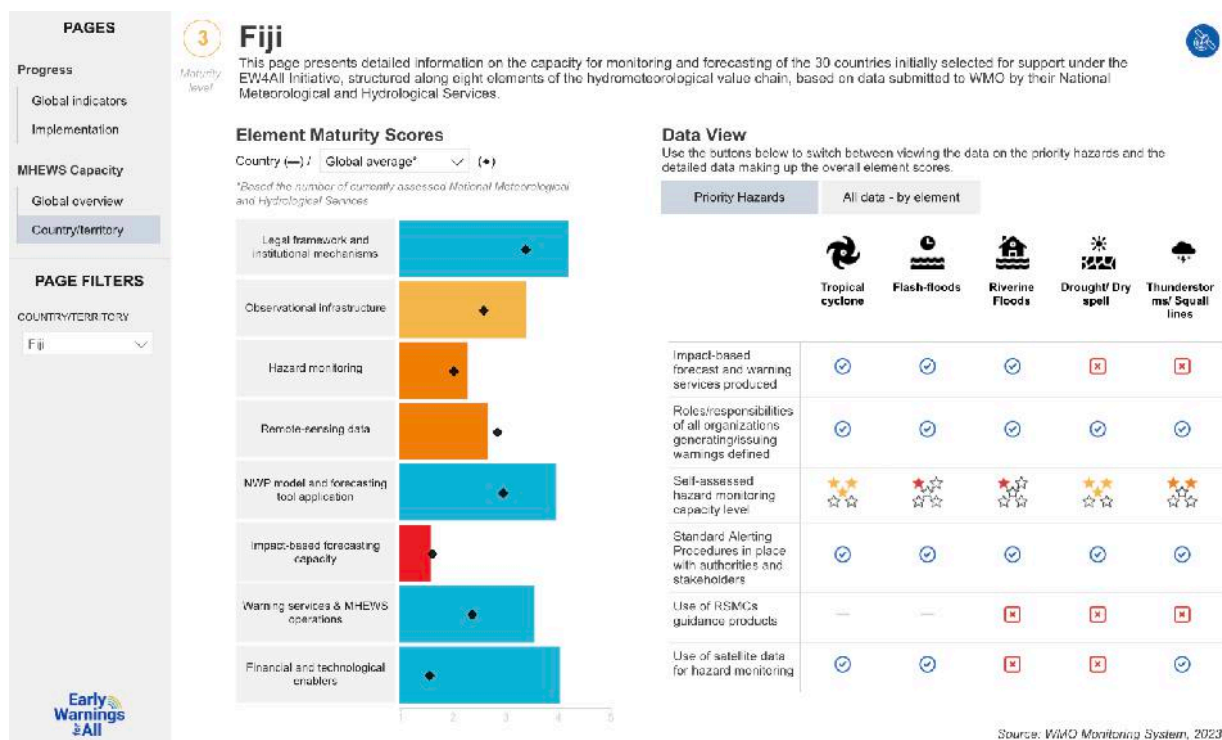 PAGES
Progress
Global indicators
Implementation
MHEWS Capacity
Global overview
Country/territory
PAGE FILTERS
COUNTRY/TERRITORY
Fiji
Early
Warnings
for All
3
Maturity
level
Fiji
This page presents detailed information on the capacity for monitoring and forecasting of the 30 countries initially selected for support under the
EW4All Initiative, structured along eight elements of the hydrometeorological value chain, based on data submitted to WMO by their National
Meteorological and Hydrological Services.
Element Maturity Scores
Country (—) / Global average* (◆)
*Based the number of currently assessed National Meteorological
and Hydrological Services
Legal framework and
institutional mechanisms
Observational infrastructure
Hazard monitoring
Remote-sensing data
NWP model and forecasting
tool application
Impact-based forecasting
capacity
Warning services & MHEWS
operations
Financial and technological
enablers
1 2 3 4 5
Data View
Use the buttons below to switch between viewing the data on the priority hazards and the
detailed data making up the overall element scores.
Priority Hazards All data - by element
Tropical
cyclone
Flash-floods
Riverine
Floods
Drought/ Dry
spell
Thunderstor
ms/ Squall
lines
Impact-based
forecast and warning
services produced
Roles/responsibilities
of all organizations
generating/issuing
warnings defined
Self-assessed
hazard monitoring
capacity level
Standard Alerting
Procedures in place
with authorities and
stakeholders
Use of RSMCs
guidance products
Use of satellite data
for hazard monitoring
Source: WMO Monitoring System, 2023